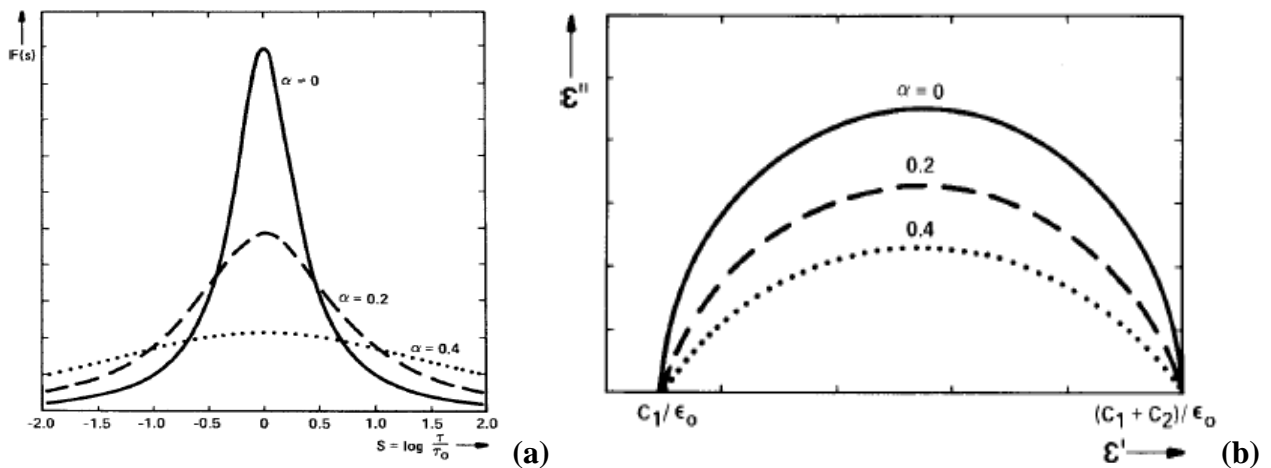 F(s)
α = 0
α = 0.2
α = 0.4
-2.0 -1.5 -1.0 -0.5 0 0.5 1.0 1.5 2.0
S = log τ/τo
(a)
ε"
α = 0
0.2
0.4
C1/ϵo
(C1 + C2)/ϵo
ε'
(b)